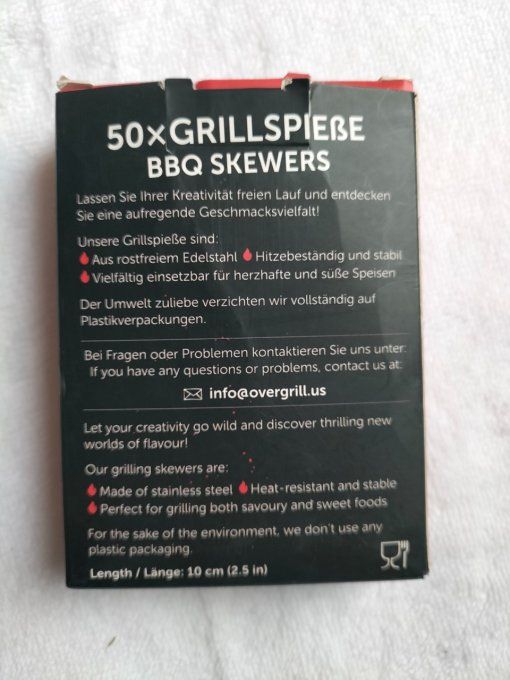 50xGRILLSPIEßE
BBQ SKEWERS
Lassen Sie Ihrer Kreativität freien Lauf und entdecken
Sie eine aufregende Geschmacksvielfalt!
Unsere Grillspieße sind:
Aus rostfreiem Edelstahl Hitzebeständig und stabil
Vielfältig einsetzbar für herzhafte und süße Speisen
Der Umwelt zuliebe verzichten wir vollständig auf
Plastikverpackungen.
Bei Fragen oder Problemen kontaktieren Sie uns unter:
If you have any questions or problems, contact us at:
info@overgrill.us
Let your creativity go wild and discover thrilling new
worlds of flavour!
Our grilling skewers are:
Made of stainless steel Heat-resistant and stable
Perfect for grilling both savoury and sweet foods
For the sake of the environment, we don't use any
plastic packaging.
Length / Länge: 10 cm (2.5 in)